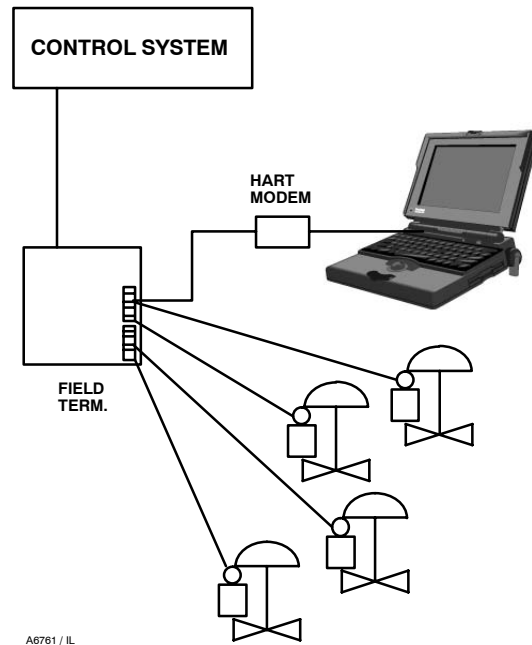 CONTROL SYSTEM
HART
MODEM
FIELD
TERM.
A6761 / IL